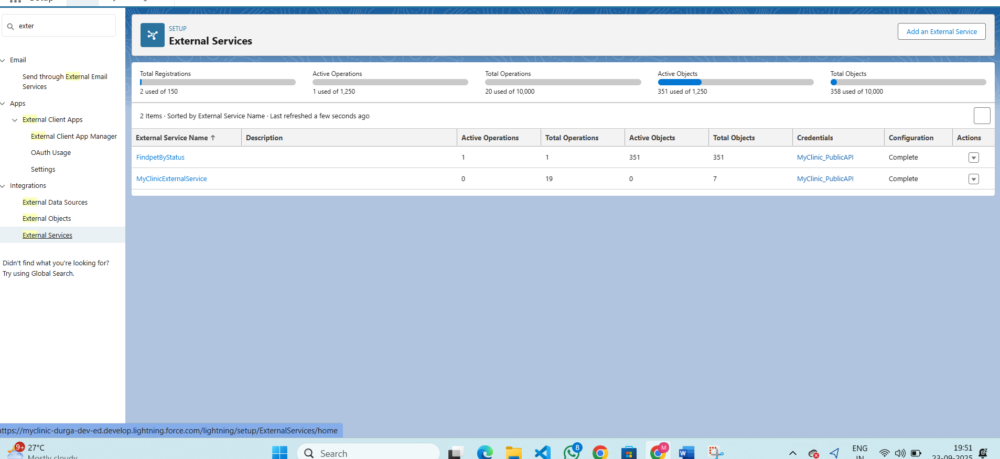 Setup
exter
Email
Send through External Email
Services
Apps
External Client Apps
External Client App Manager
OAuth Usage
Settings
Integrations
External Data Sources
External Objects
External Services
Didn't find what you're looking for?
Try using Global Search.
SETUP
External Services
Add an External Service
Total Registrations
2 used of 150
Active Operations
1 used of 1,250
Total Operations
20 used of 10,000
Active Objects
351 used of 1,250
Total Objects
358 used of 10,000
2 Items · Sorted by External Service Name · Last refreshed a few seconds ago
External Service Name ↑ Description Active Operations Total Operations Active Objects Total Objects Credentials Configuration Actions
FindpetByStatus 1 1 351 351 MyClinic_PublicAPI Complete
MyClinicExternalService 0 19 0 7 MyClinic_PublicAPI Complete
https://myclinic-durga-dev-ed.develop.lightning.force.com/lightning/setup/ExternalServices/home
9+ 27°C
Mostly cloudy
Search
8
M
W
ENG
IN
19:51
23-09-2025